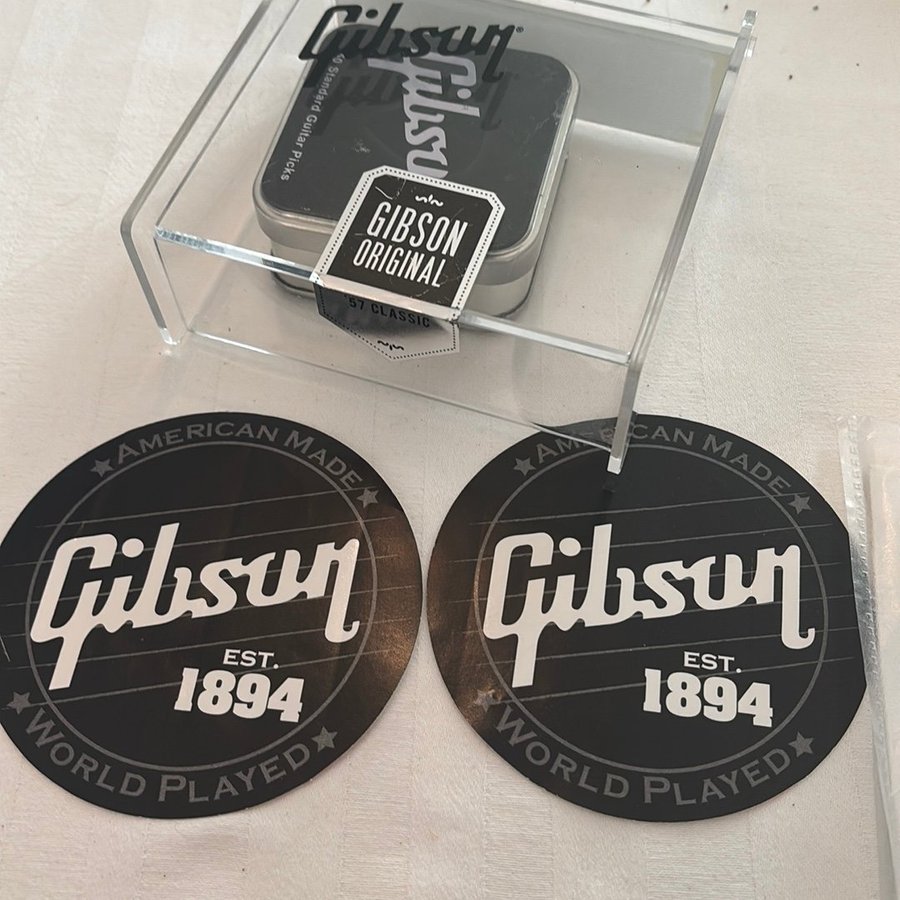 Gibson
Gibson
50 Standard Guitar Picks
GIBSON
ORIGINAL
'57 CLASSIC
AMERICAN MADE
Gibson
EST.
1894
WORLD PLAYED
AMERICAN MADE
Gibson
EST.
1894
WORLD PLAYED